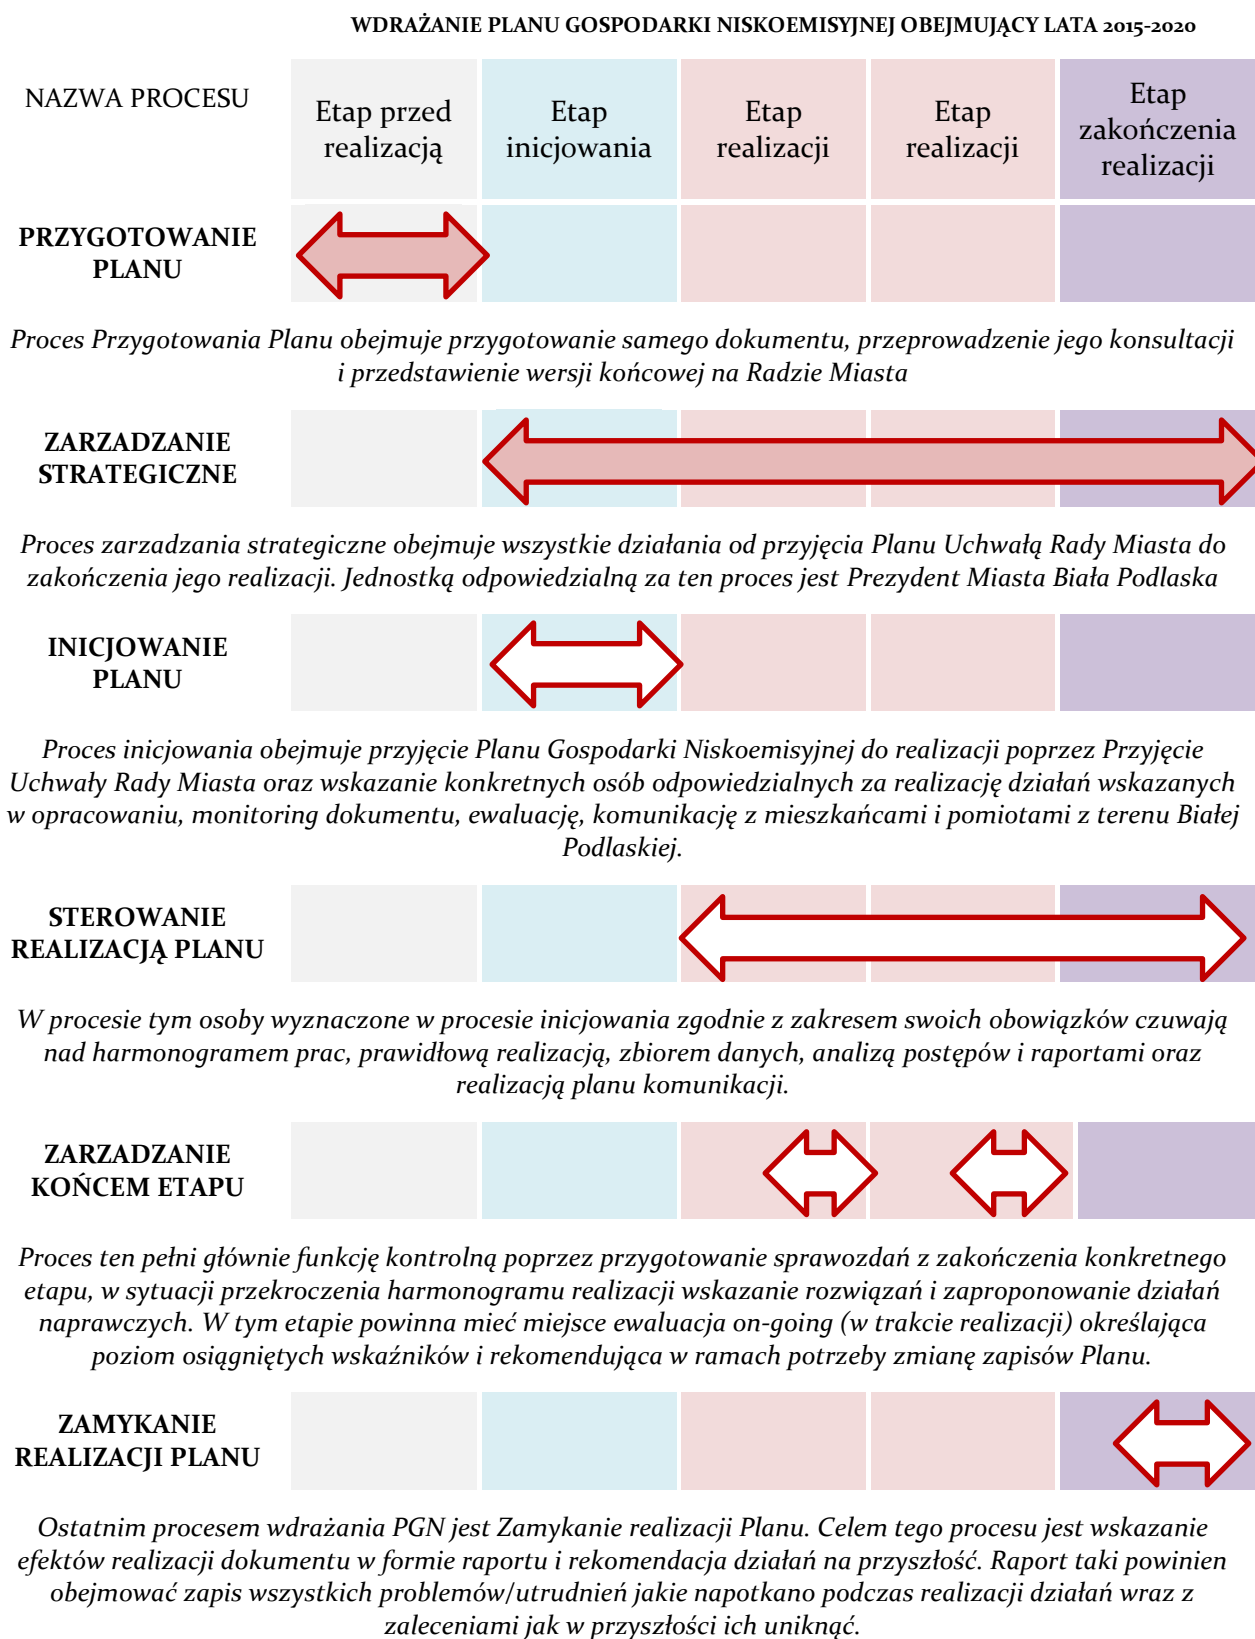 WDRAŻANIE PLANU GOSPODARKI NISKOEMISYJNEJ OBEJMUJĄCY LATA 2015-2020
NAZWA PROCESU
Etap przed
realizacją
Etap
inicjowania
Etap
realizacji
Etap
realizacji
Etap
zakończenia
realizacji
PRZYGOTOWANIE
PLANU
Proces Przygotowania Planu obejmuje przygotowanie samego dokumentu, przeprowadzenie jego konsultacji
i przedstawienie wersji końcowej na Radzie Miasta
ZARZADZANIE
STRATEGICZNE
Proces zarzadzania strategiczne obejmuje wszystkie działania od przyjęcia Planu Uchwałą Rady Miasta do
zakończenia jego realizacji. Jednostką odpowiedzialną za ten proces jest Prezydent Miasta Biała Podlaska
INICJOWANIE
PLANU
Proces inicjowania obejmuje przyjęcie Planu Gospodarki Niskoemisyjnej do realizacji poprzez Przyjęcie
Uchwały Rady Miasta oraz wskazanie konkretnych osób odpowiedzialnych za realizację działań wskazanych
w opracowaniu, monitoring dokumentu, ewaluację, komunikację z mieszkańcami i pomiotami z terenu Białej
Podlaskiej.
STEROWANIE
REALIZACJĄ PLANU
W procesie tym osoby wyznaczone w procesie inicjowania zgodnie z zakresem swoich obowiązków czuwają
nad harmonogramem prac, prawidłową realizacją, zbiorem danych, analizą postępów i raportami oraz
realizacją planu komunikacji.
ZARZADZANIE
KOŃCEM ETAPU
Proces ten pełni głównie funkcję kontrolną poprzez przygotowanie sprawozdań z zakończenia konkretnego
etapu, w sytuacji przekroczenia harmonogramu realizacji wskazanie rozwiązań i zaproponowanie działań
naprawczych. W tym etapie powinna mieć miejsce ewaluacja on-going (w trakcie realizacji) określająca
poziom osiągniętych wskaźników i rekomendująca w ramach potrzeby zmianę zapisów Planu.
ZAMYKANIE
REALIZACJI PLANU
Ostatnim procesem wdrażania PGN jest Zamykanie realizacji Planu. Celem tego procesu jest wskazanie
efektów realizacji dokumentu w formie raportu i rekomendacja działań na przyszłość. Raport taki powinien
obejmować zapis wszystkich problemów/utrudnień jakie napotkano podczas realizacji działań wraz z
zaleceniami jak w przyszłości ich uniknąć.